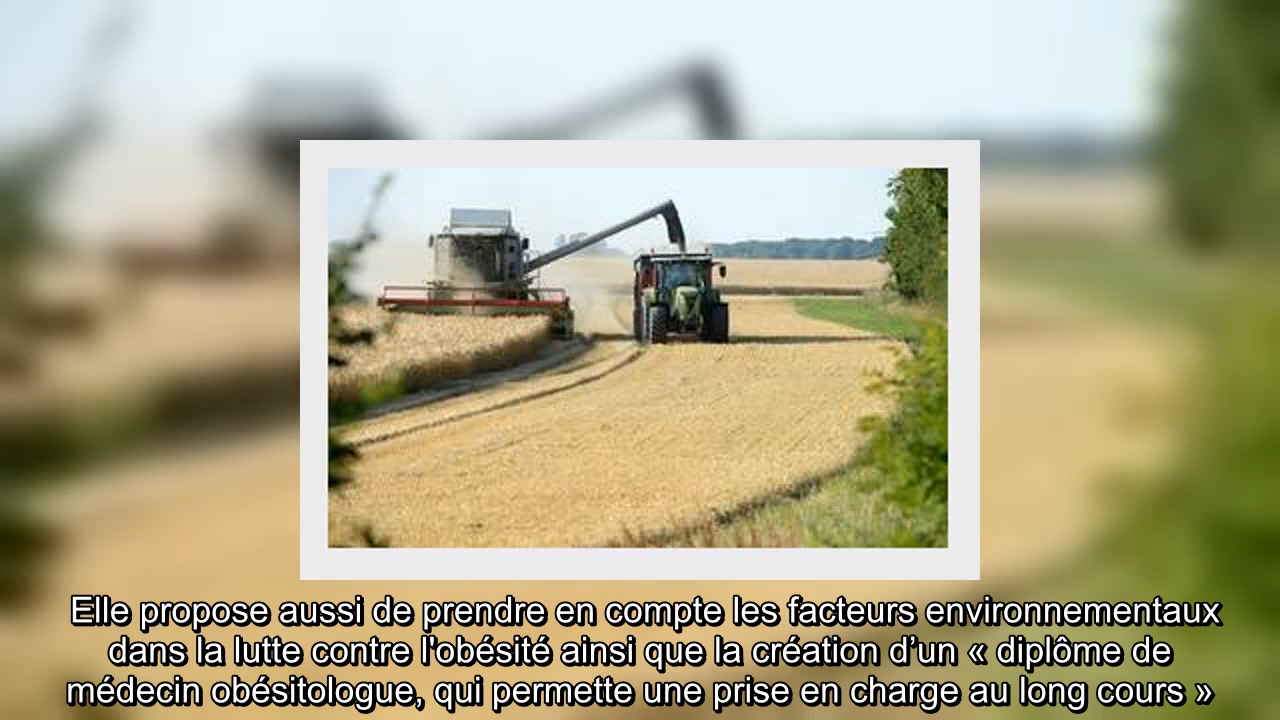 Elle propose aussi de prendre en compte les facteurs environnementaux
dans la lutte contre l'obésité ainsi que la création d’un « diplôme de
médecin obésitologue, qui permette une prise en charge au long cours »